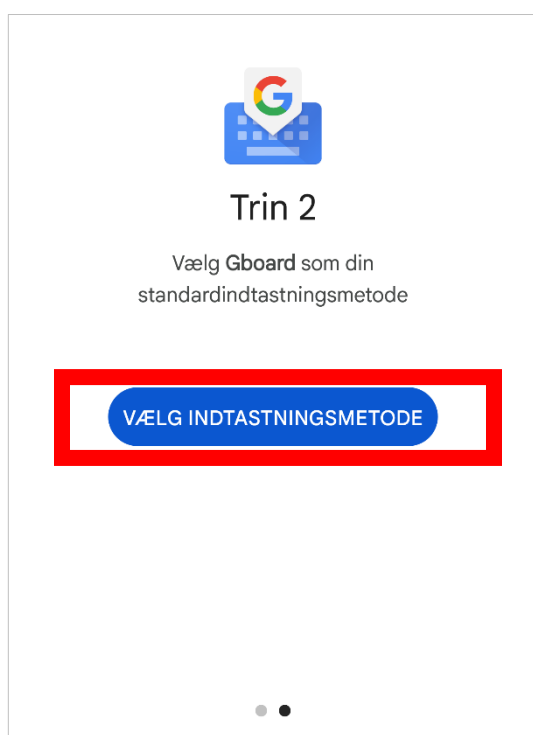 Trin 2
Vælg Gboard som din
standardindtastningsmetode
VÆLG INDTASTNINGSMETODE